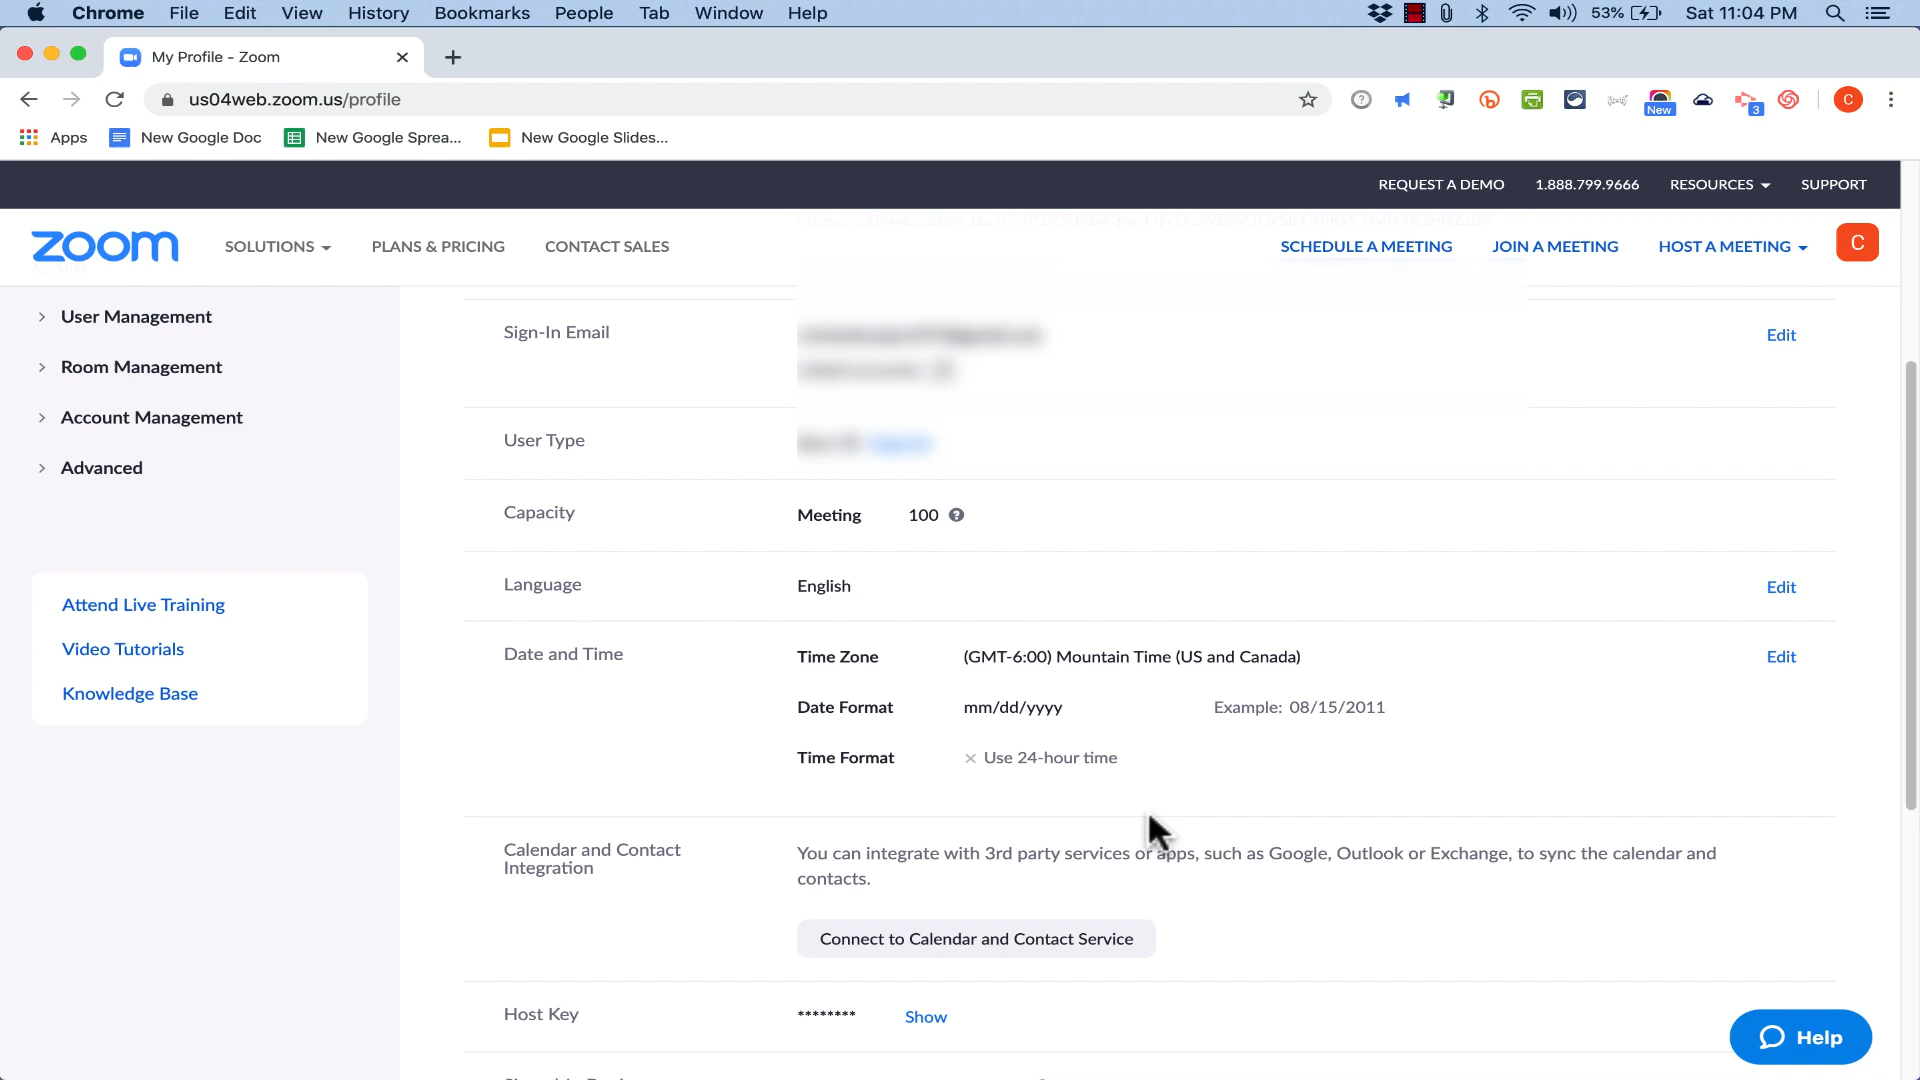 Chrome File Edit View History Bookmarks People Tab Window Help 53% Sat 11:04 PM
My Profile - Zoom
us04web.zoom.us/profile
New
3
C
Apps New Google Doc New Google Sprea... New Google Slides...
REQUEST A DEMO 1.888.799.9666 RESOURCES SUPPORT
zoom SOLUTIONS PLANS & PRICING CONTACT SALES SCHEDULE A MEETING JOIN A MEETING HOST A MEETING C
User Management
Room Management
Account Management
Advanced
Attend Live Training
Video Tutorials
Knowledge Base
Sign-In Email Edit
User Type
Capacity Meeting 100
Language English Edit
Date and Time Time Zone (GMT-6:00) Mountain Time (US and Canada) Edit
Date Format mm/dd/yyyy Example: 08/15/2011
Time Format × Use 24-hour time
Calendar and Contact
Integration
You can integrate with 3rd party services or apps, such as Google, Outlook or Exchange, to sync the calendar and
contacts.
Connect to Calendar and Contact Service
Host Key ******** Show
Help